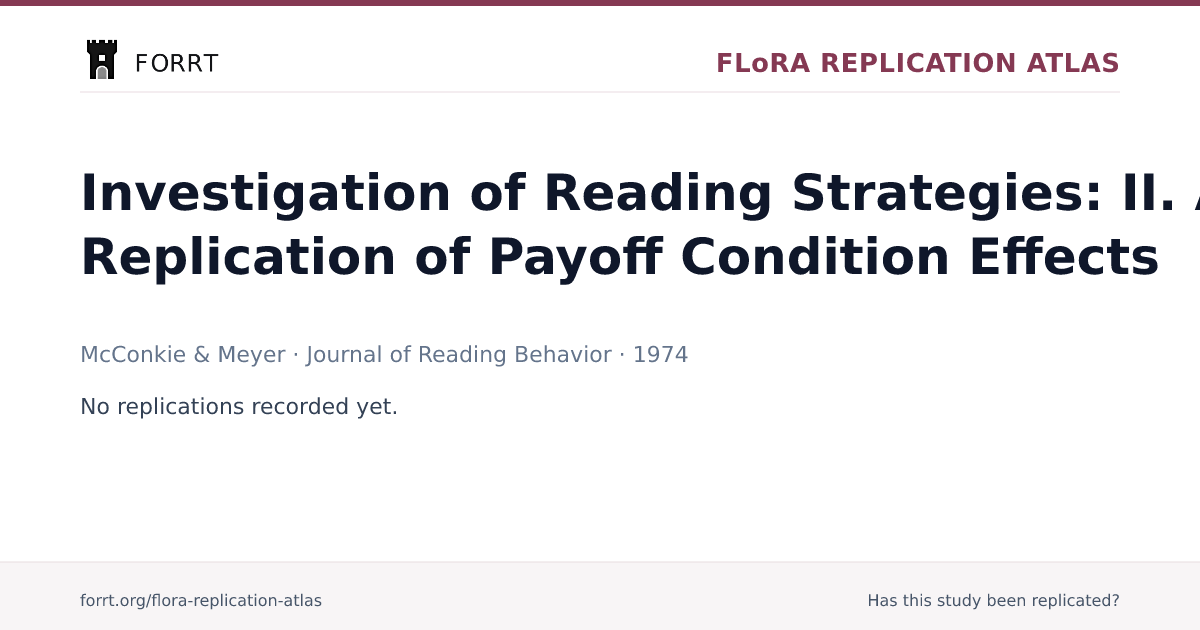 FORRT
FLoRA REPLICATION ATLAS
Investigation of Reading Strategies: II.
Replication of Payoff Condition Effects
McConkie & Meyer · Journal of Reading Behavior · 1974
No replications recorded yet.
forrt.org/flora-replication-atlas
Has this study been replicated?